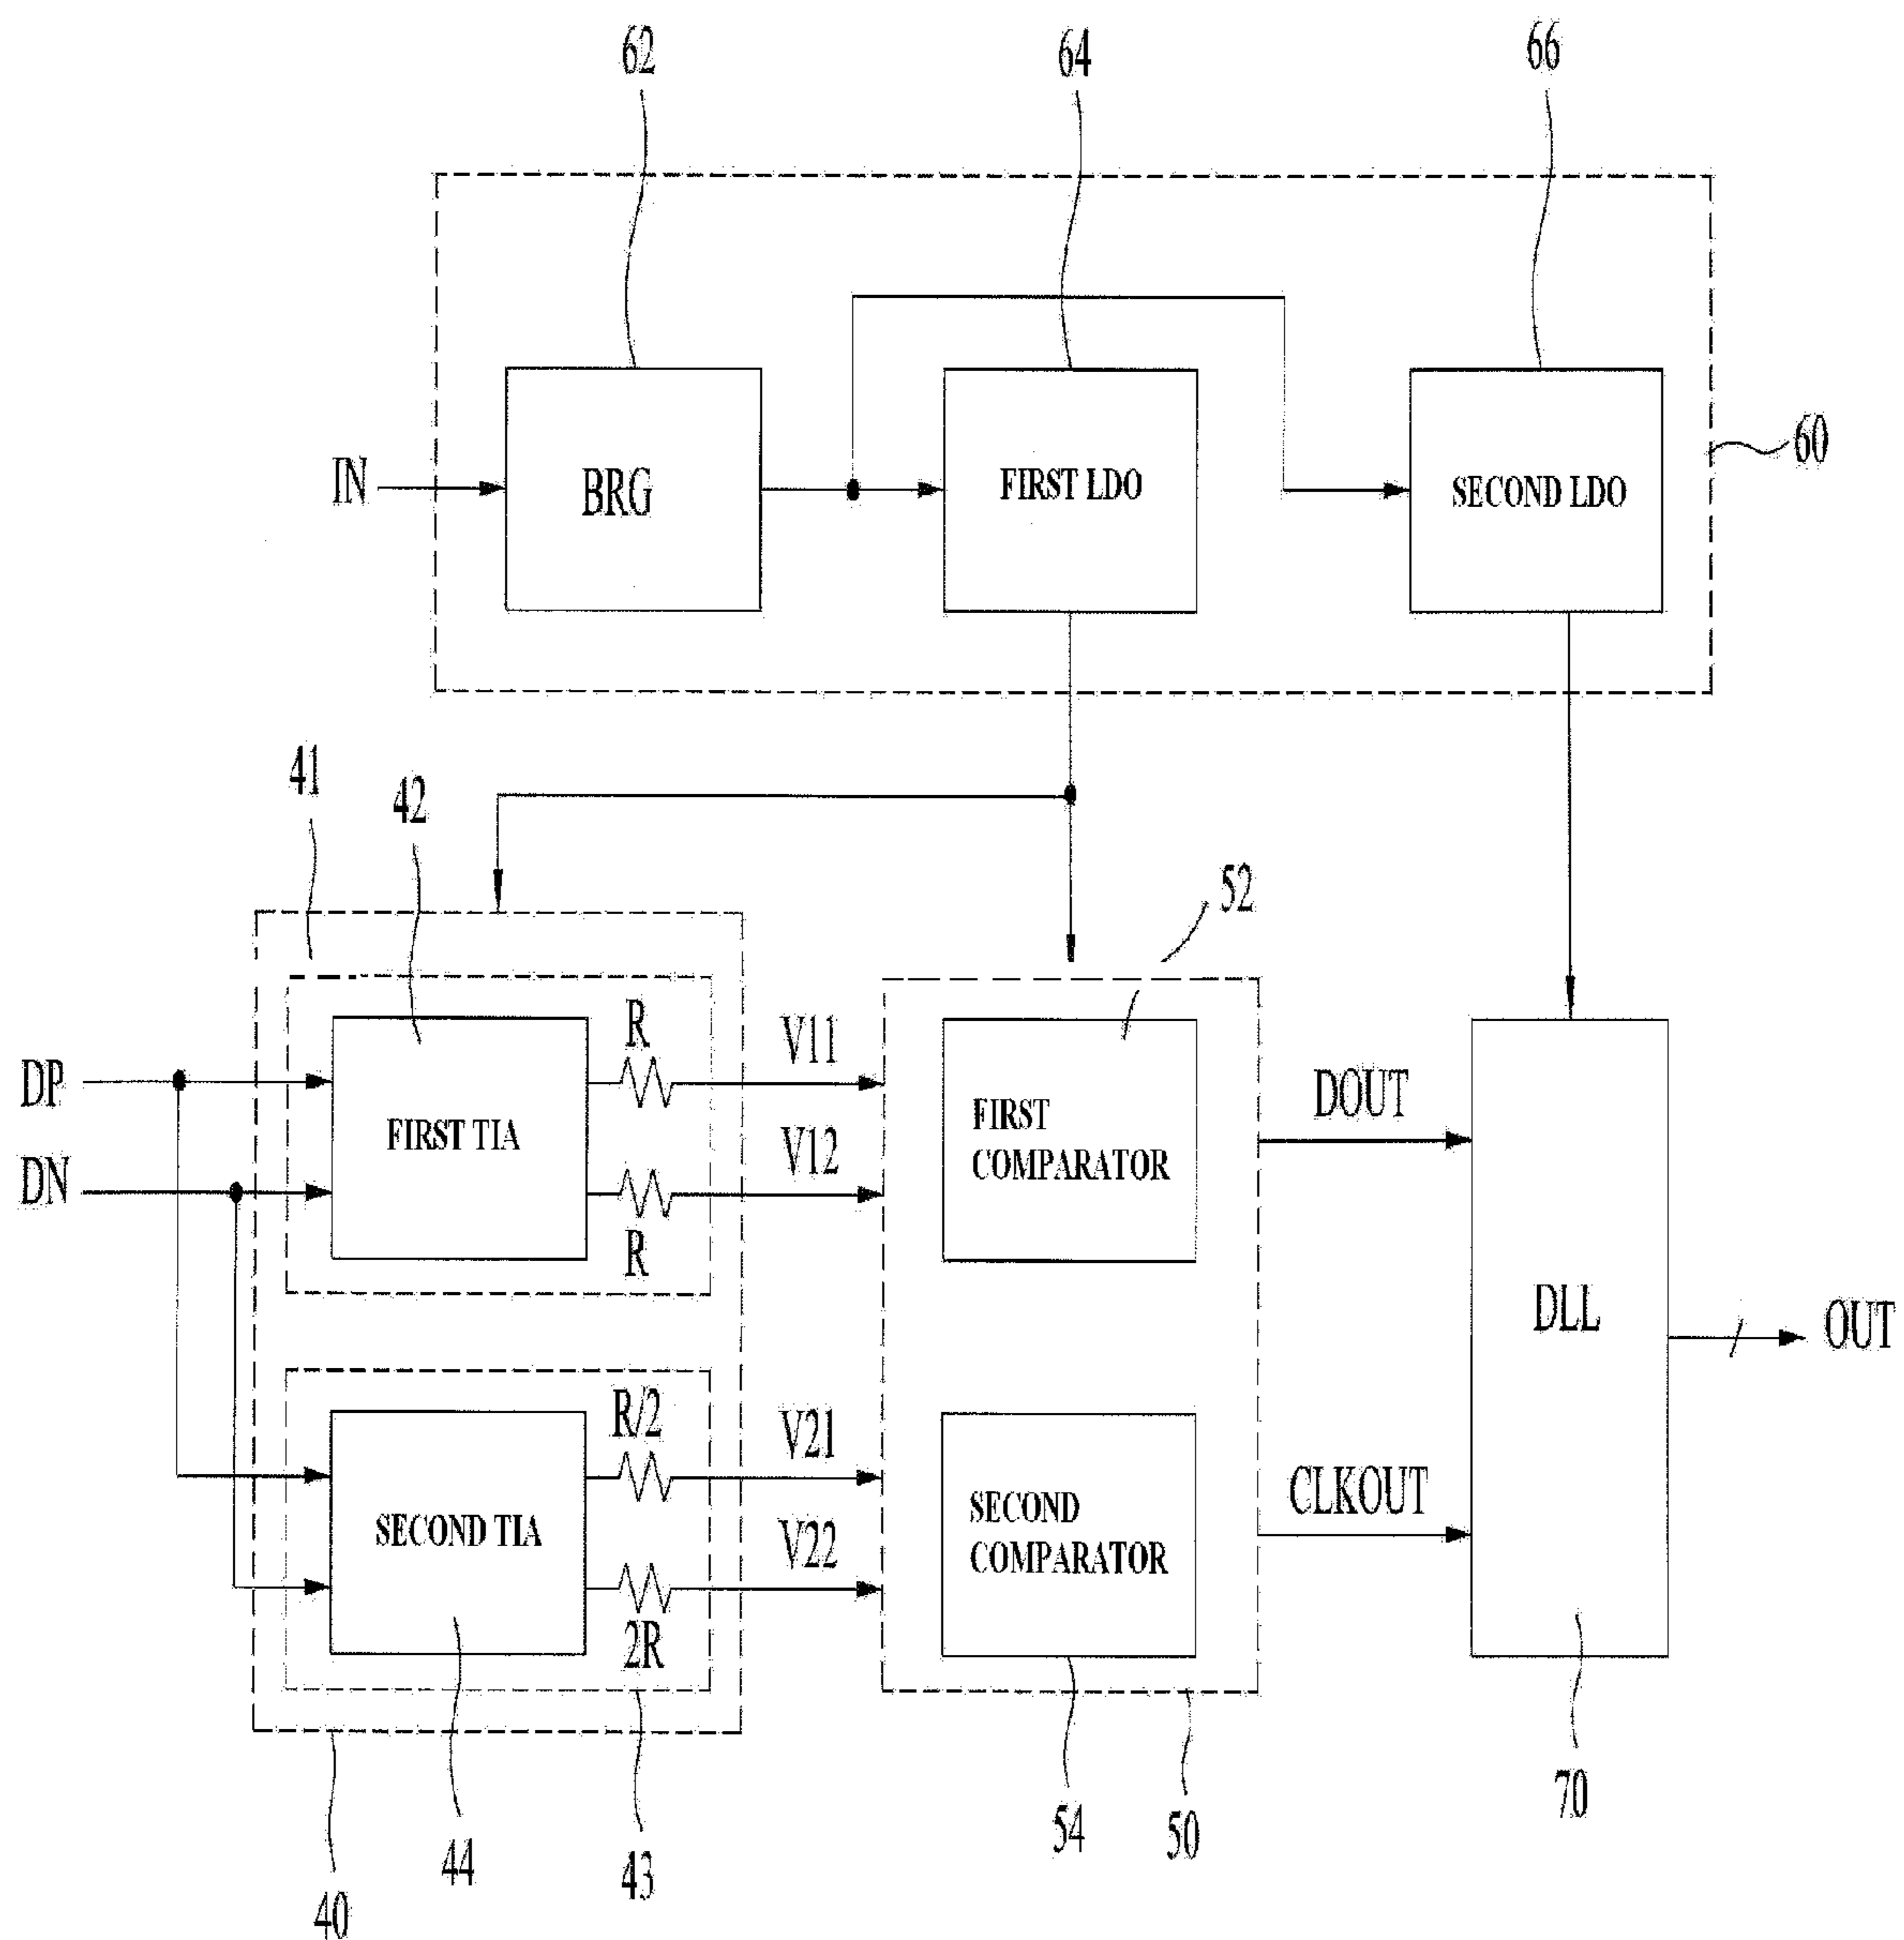 62
64
66
60
IN
BRG
FIRST LDO
SECOND LDO
41
42
52
DP
DN
FIRST TIA
R
R
V11
V12
FIRST
COMPARATOR
DOUT
DLL
OUT
SECOND TIA
R/2
2R
V21
V22
SECOND
COMPARATOR
CLKOUT
40
44
43
54
50
70